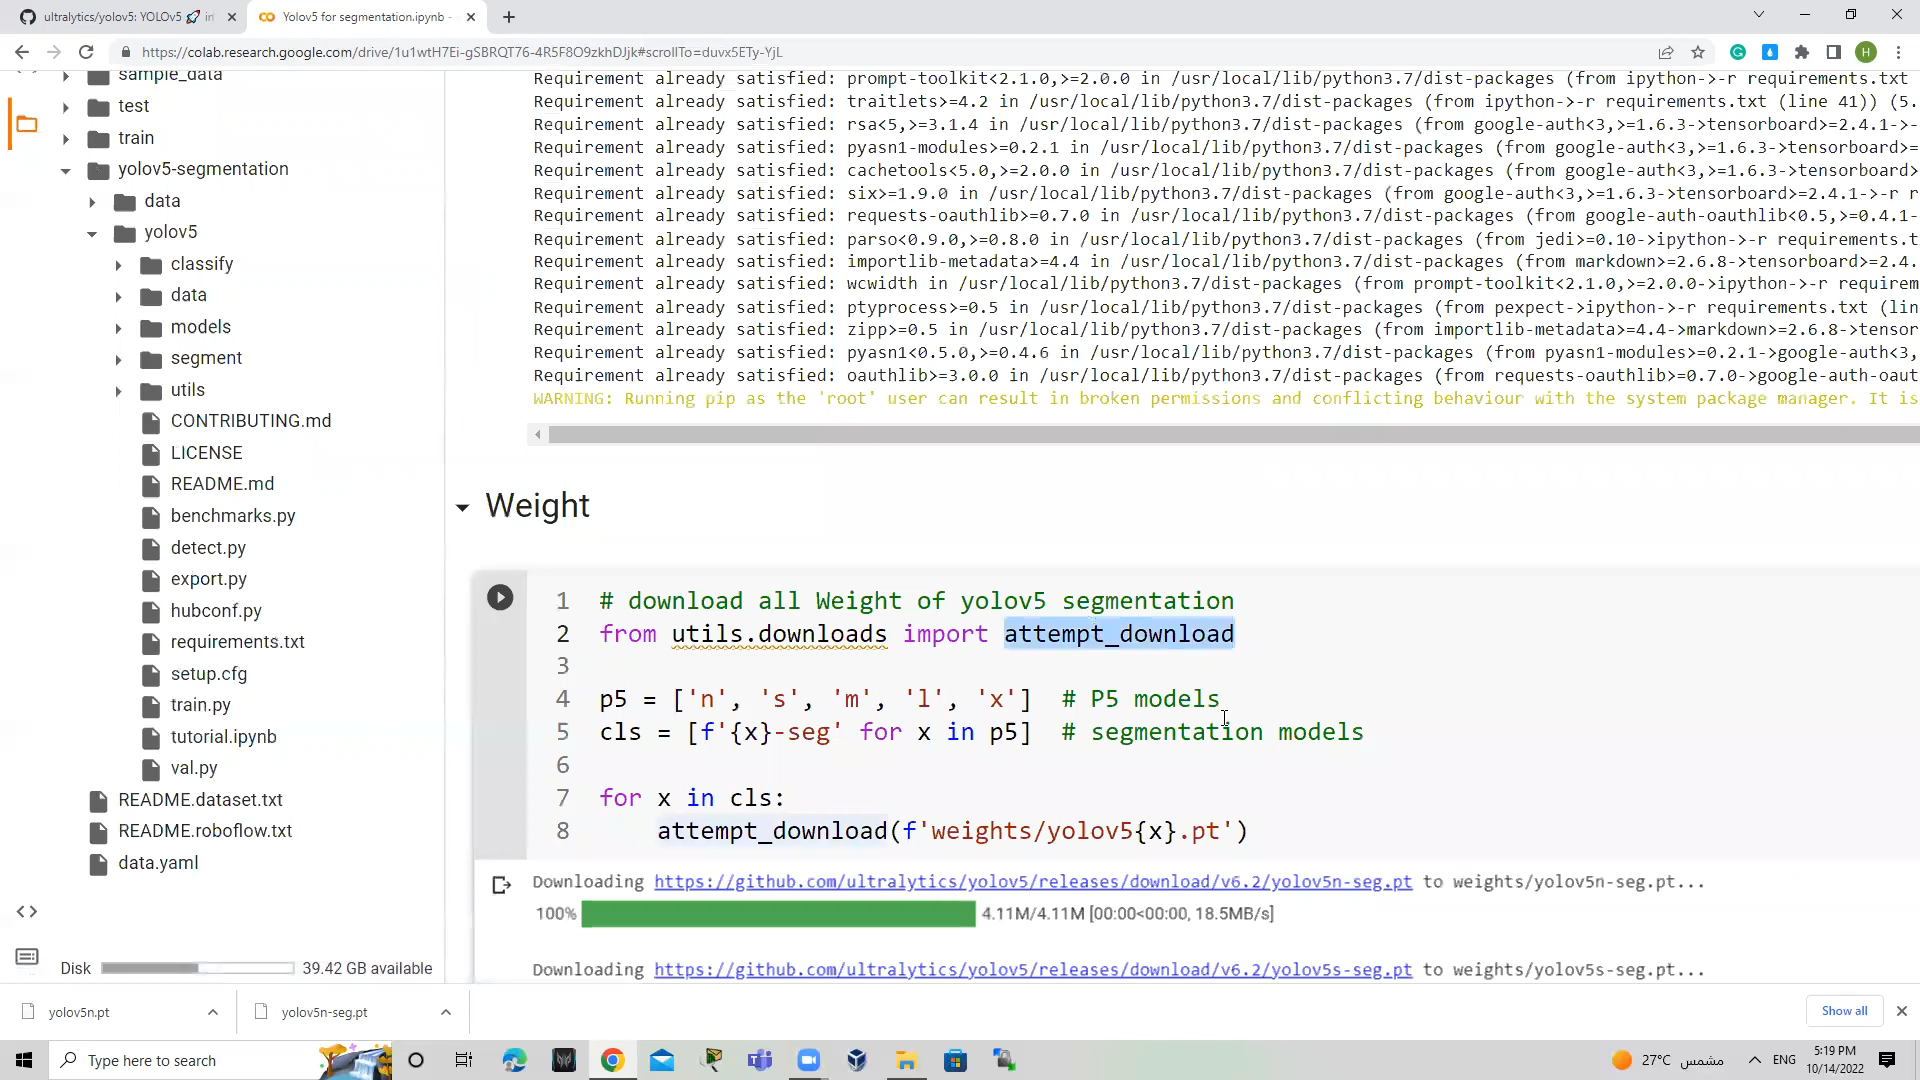 ultralytics/yolov5: YOLOv5 🚀 in
Yolov5 for segmentation.ipynb -
https://colab.research.google.com/drive/1u1wtH7Ei-gSBRQT76-4R5F8O9zkhDJjk#scrollTo=duvx5ETy-YjL
H
sample_data
test
train
yolov5-segmentation
data
yolov5
classify
data
models
segment
utils
CONTRIBUTING.md
LICENSE
README.md
benchmarks.py
detect.py
export.py
hubconf.py
requirements.txt
setup.cfg
train.py
tutorial.ipynb
val.py
README.dataset.txt
README.roboflow.txt
data.yaml
Disk 39.42 GB available
Requirement already satisfied: prompt-toolkit<2.1.0,>=2.0.0 in /usr/local/lib/python3.7/dist-packages (from ipython->-r requirements.txt
Requirement already satisfied: traitlets>=4.2 in /usr/local/lib/python3.7/dist-packages (from ipython->-r requirements.txt (line 41)) (5.
Requirement already satisfied: rsa<5,>=3.1.4 in /usr/local/lib/python3.7/dist-packages (from google-auth<3,>=1.6.3->tensorboard>=2.4.1->-
Requirement already satisfied: pyasn1-modules>=0.2.1 in /usr/local/lib/python3.7/dist-packages (from google-auth<3,>=1.6.3->tensorboard>=
Requirement already satisfied: cachetools<5.0,>=2.0.0 in /usr/local/lib/python3.7/dist-packages (from google-auth<3,>=1.6.3->tensorboard>
Requirement already satisfied: six>=1.9.0 in /usr/local/lib/python3.7/dist-packages (from google-auth<3,>=1.6.3->tensorboard>=2.4.1->-r r
Requirement already satisfied: requests-oauthlib>=0.7.0 in /usr/local/lib/python3.7/dist-packages (from google-auth-oauthlib<0.5,>=0.4.1-
Requirement already satisfied: parso<0.9.0,>=0.8.0 in /usr/local/lib/python3.7/dist-packages (from jedi>=0.10->ipython->-r requirements.t
Requirement already satisfied: importlib-metadata>=4.4 in /usr/local/lib/python3.7/dist-packages (from markdown>=2.6.8->tensorboard>=2.4.
Requirement already satisfied: wcwidth in /usr/local/lib/python3.7/dist-packages (from prompt-toolkit<2.1.0,>=2.0.0->ipython->-r requirem
Requirement already satisfied: ptyprocess>=0.5 in /usr/local/lib/python3.7/dist-packages (from pexpect->ipython->-r requirements.txt (lin
Requirement already satisfied: zipp>=0.5 in /usr/local/lib/python3.7/dist-packages (from importlib-metadata>=4.4->markdown>=2.6.8->tensor
Requirement already satisfied: pyasn1<0.5.0,>=0.4.6 in /usr/local/lib/python3.7/dist-packages (from pyasn1-modules>=0.2.1->google-auth<3,
Requirement already satisfied: oauthlib>=3.0.0 in /usr/local/lib/python3.7/dist-packages (from requests-oauthlib>=0.7.0->google-auth-oaut
WARNING: Running pip as the 'root' user can result in broken permissions and conflicting behaviour with the system package manager. It is
Weight
1 # download all Weight of yolov5 segmentation
2 from utils.downloads import attempt_download
3
4 p5 = ['n', 's', 'm', 'l', 'x'] # P5 models
5 cls = [f'{x}-seg' for x in p5] # segmentation models
6
7 for x in cls:
8 attempt_download(f'weights/yolov5{x}.pt')
Downloading https://github.com/ultralytics/yolov5/releases/download/v6.2/yolov5n-seg.pt to weights/yolov5n-seg.pt...
100% 4.11M/4.11M [00:00<00:00, 18.5MB/s]
Downloading https://github.com/ultralytics/yolov5/releases/download/v6.2/yolov5s-seg.pt to weights/yolov5s-seg.pt...
yolov5n.pt
yolov5n-seg.pt
Show all
Type here to search
27°C مشمس
ENG
5:19 PM
10/14/2022